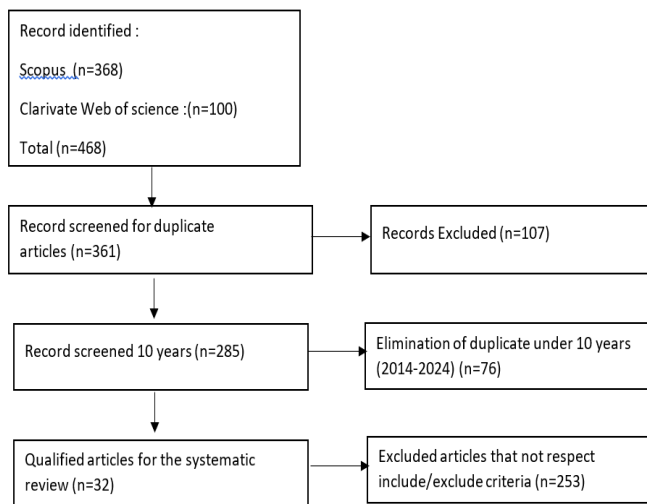 Record identified :
Scopus (n=368)
Clarivate Web of science :(n=100)
Total (n=468)
Record screened for duplicate
articles (n=361)
Records Excluded (n=107)
Record screened 10 years (n=285)
Elimination of duplicate under 10 years
(2014-2024) (n=76)
Qualified articles for the systematic
review (n=32)
Excluded articles that not respect
include/exclude criteria (n=253)